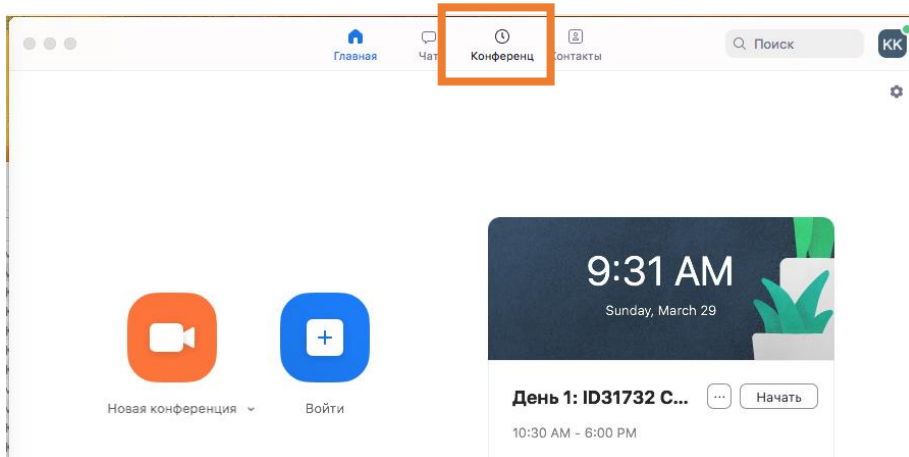 Главная Чат Конференц Контакты Поиск КК
9:31 AM
Sunday, March 29
Новая конференция Войти
День 1: ID31732 С... ... Начать
10:30 AM - 6:00 PM